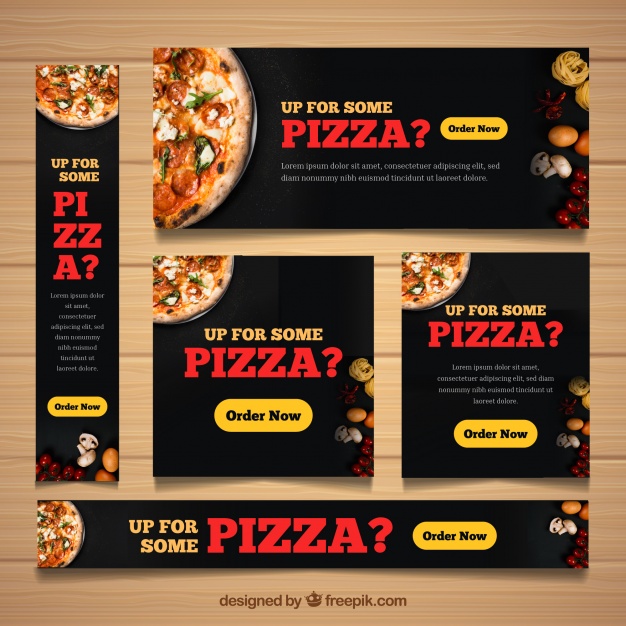 UP FOR
SOME
PI
ZZ
A?
Lorem ipsum
dolor sit
amet,
consectetuer
adipiscing elit,
sed diam
nonummy
nibh
euismod
tincidunt ut
laoreet
dolore.
Order Now
UP FOR SOME
PIZZA?
Order Now
Lorem ipsum dolor sit amet, consectetuer adipiscing elit, sed
diam nonummy nibh euismod tincidunt ut laoreet dolore.
UP FOR SOME
PIZZA?
Order Now
UP FOR SOME
PIZZA?
Lorem ipsum dolor sit amet,
consectetuer adipiscing elit, sed
diam nonummy nibh euismod
tincidunt ut laoreet dolore.
Order Now
UP FOR
SOME
PIZZA?
Order Now
designed by freepik.com